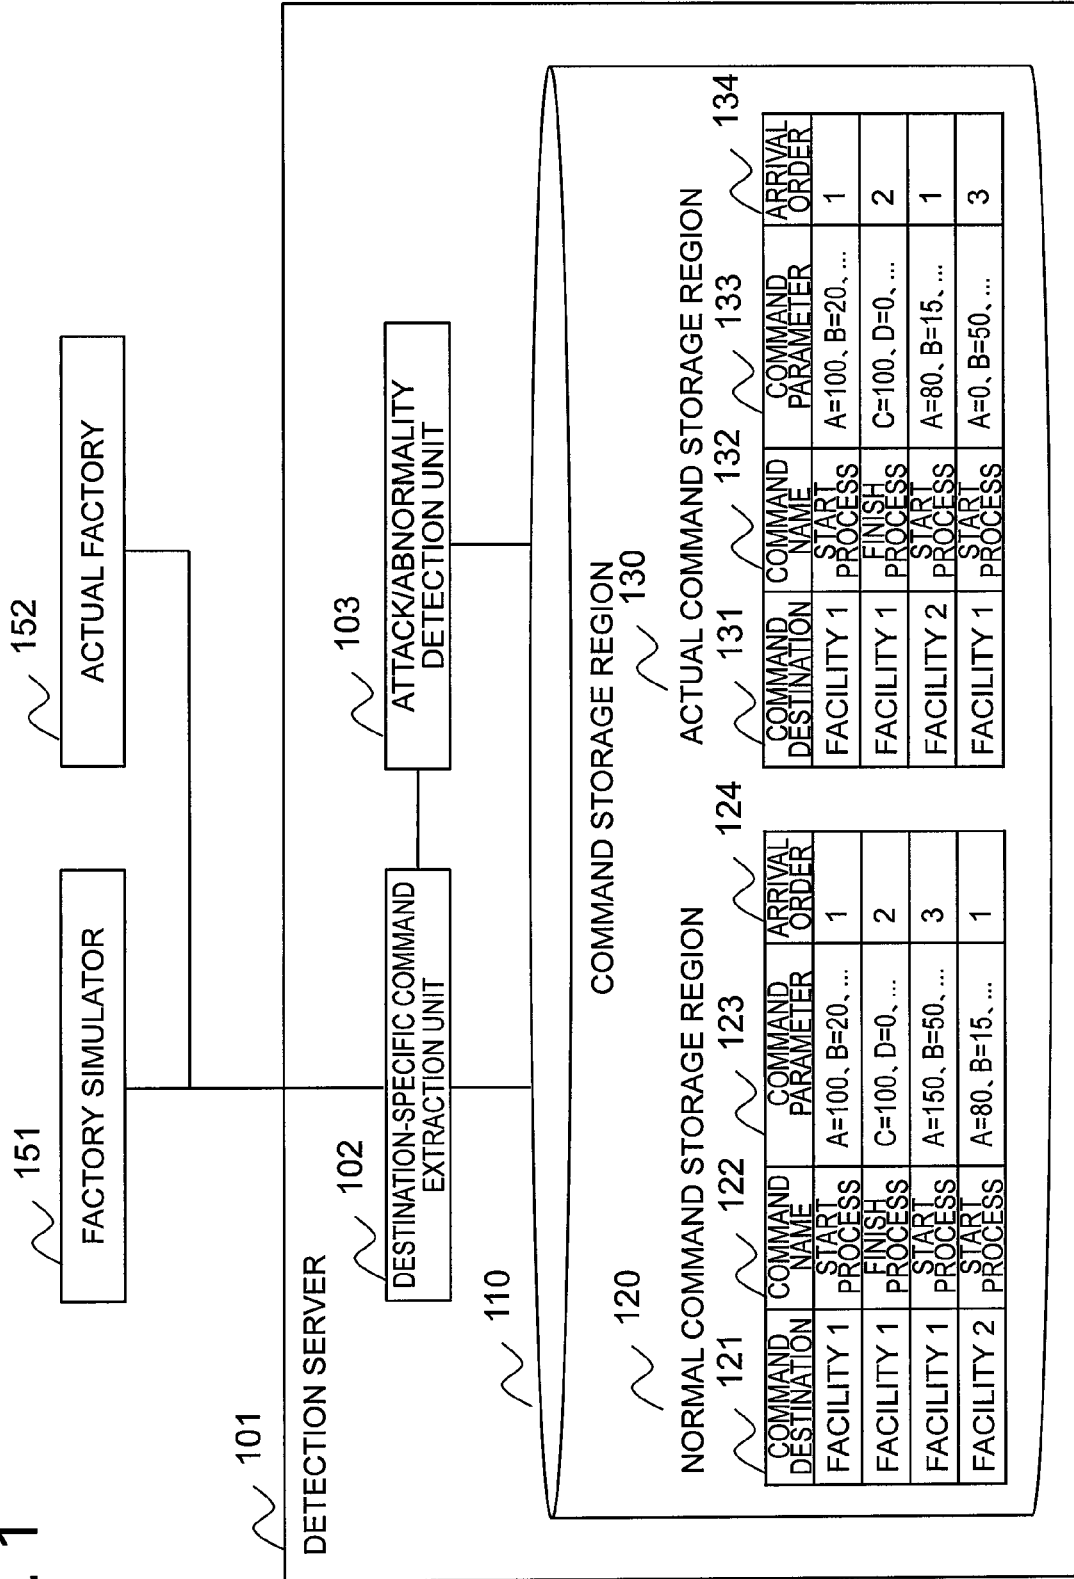 . 1
151
FACTORY SIMULATOR
152
ACTUAL FACTORY
101
DETECTION SERVER
102
DESTINATION-SPECIFIC COMMAND
EXTRACTION UNIT
103
ATTACK/ABNORMALITY
DETECTION UNIT
110
COMMAND STORAGE REGION
120
NORMAL COMMAND STORAGE REGION
121
122
123
124
COMMAND DESTINATION
COMMAND NAME
COMMAND PARAMETER
ARRIVAL ORDER
FACILITY 1
START PROCESS
A=100、B=20、...
1
FACILITY 1
FINISH PROCESS
C=100、D=0、...
2
FACILITY 1
START PROCESS
A=150、B=50、...
3
FACILITY 2
START PROCESS
A=80、B=15、...
1
130
ACTUAL COMMAND STORAGE REGION
131
132
133
134
COMMAND DESTINATION
COMMAND NAME
COMMAND PARAMETER
ARRIVAL ORDER
FACILITY 1
START PROCESS
A=100、B=20、...
1
FACILITY 1
FINISH PROCESS
C=100、D=0、...
2
FACILITY 2
START PROCESS
A=80、B=15、...
1
FACILITY 1
START PROCESS
A=0、B=50、...
3